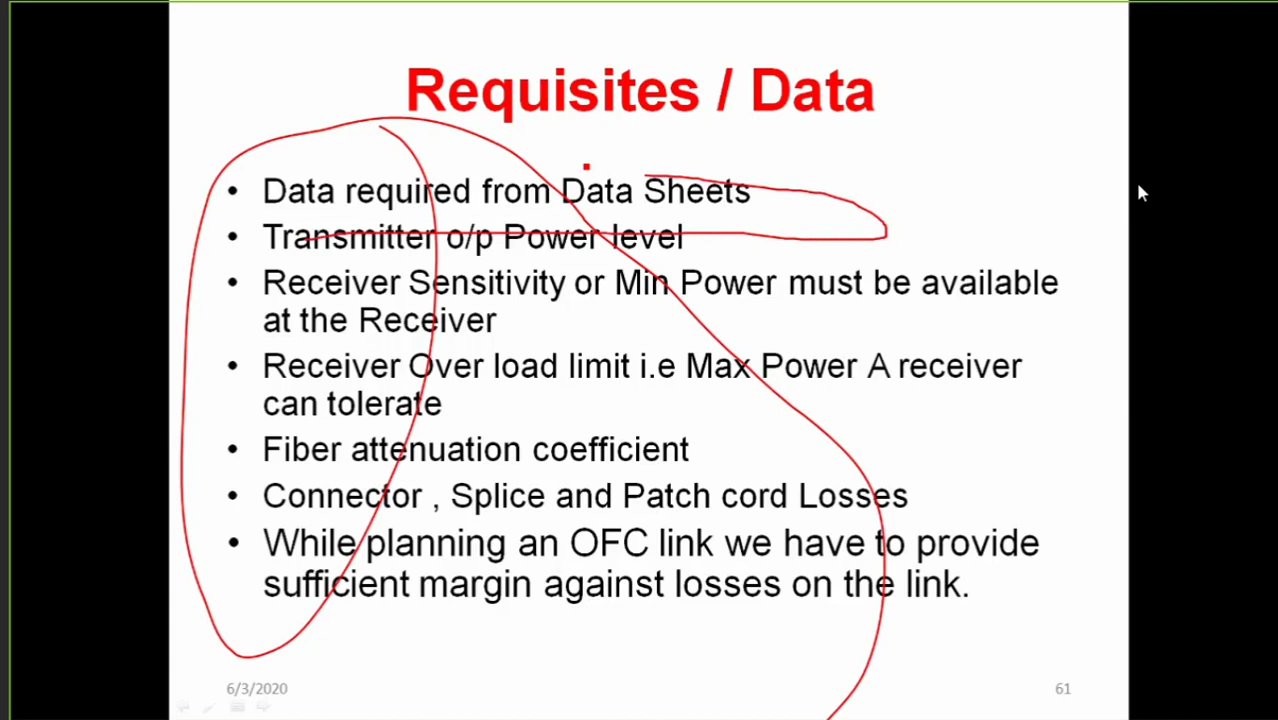 Requisites / Data
• Data required from Data Sheets
• Transmitter o/p Power level
• Receiver Sensitivity or Min Power must be available
at the Receiver
• Receiver Over load limit i.e Max Power A receiver
can tolerate
• Fiber attenuation coefficient
• Connector , Splice and Patch cord Losses
• While planning an OFC link we have to provide
sufficient margin against losses on the link.
6/3/2020
61